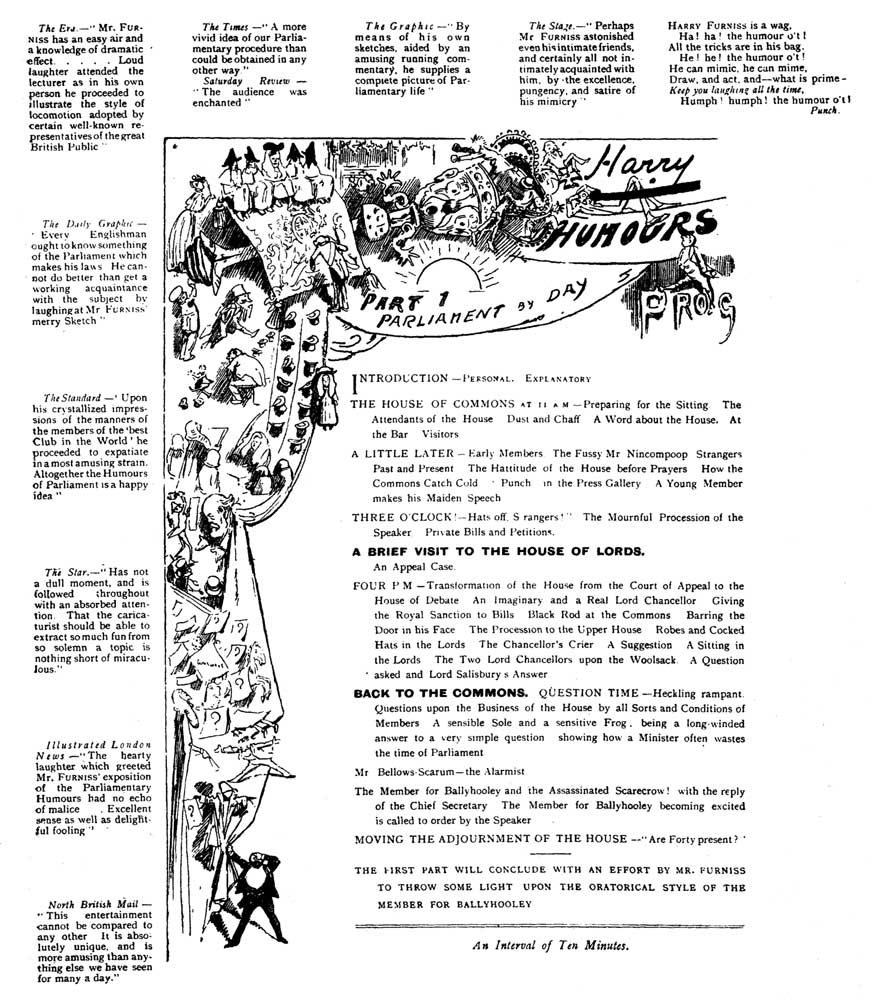 The Era.—" Mr. FUR-
NISS has an easy air and
a knowledge of dramatic
effect. . . . . Loud
laughter attended the
lecturer as in his own
person he proceeded to
illustrate the style of
locomotion adopted by
certain well-known re-
presentatives of the great
British Public "
The Times —" A more
vivid idea of our Parlia-
mentary procedure than
could be obtained in any
other way "
Saturday Review —
" The audience was
enchanted "
The Graphic —" By
means of his own
sketches, aided by an
amusing running com-
mentary, he supplies a
complete picture of Par-
liamentary life "
The Stage.—" Perhaps
Mr FURNISS astonished
even his intimate friends,
and certainly all not in-
timately acquainted with
him, by the excellence,
pungency, and satire of
his mimicry "
HARRY FURNISS is a wag,
Ha! ha! the humour o't!
All the tricks are in his bag.
He! he! the humour o't!
He can mimic, he can mime,
Draw, and act, and—what is prime-
Keep you laughing all the time,
Humph! humph! the humour o't!
Punch.
The Daily Graphic —
' Every Englishman
ought to know something
of the Parliament which
makes his laws He can-
not do better than get a
working acquaintance
with the subject by
laughing at Mr FURNISS'
merry Sketch "
The Standard —' Upon
his crystallized impres-
sions of the manners of
the members of the 'best
Club in the World ' he
proceeded to expatiate
in a most amusing strain.
Altogether the Humours
of Parliament is a happy
idea "
The Star.—" Has not
a dull moment, and is
followed throughout
with an absorbed atten-
tion That the carica-
turist should be able to
extract so much fun from
so solemn a topic is
nothing short of miracu-
lous."
Illustrated London
News —" The hearty
laughter which greeted
Mr. FURNISS' exposition
of the Parliamentary
Humours had no echo
of malice . Excellent
sense as well as delight-
ful fooling "
North British Mail —
" This entertainment
cannot be compared to
any other It is abso-
lutely unique, and is
more amusing than any-
thing else we have seen
for many a day."
Harry
HUMOURS
PROG
PART 1
PARLIAMENT BY DAY
INTRODUCTION —PERSONAL. EXPLANATORY
THE HOUSE OF COMMONS AT 11 A M —Preparing for the Sitting The
Attendants of the House Dust and Chaff A Word about the House. At
the Bar Visitors
A LITTLE LATER — Early Members The Fussy Mr Nincompoop Strangers
Past and Present The Hattitude of the House before Prayers How the
Commons Catch Cold ' Punch in the Press Gallery A Young Member
makes his Maiden Speech
THREE O'CLOCK!—Hats off, S rangers! " The Mournful Procession of the
Speaker Private Bills and Petitions.
A BRIEF VISIT TO THE HOUSE OF LORDS.
An Appeal Case.
FOUR P M —Transformation of the House from the Court of Appeal to the
House of Debate An Imaginary and a Real Lord Chancellor Giving
the Royal Sanction to Bills Black Rod at the Commons Barring the
Door in his Face The Procession to the Upper House Robes and Cocked
Hats in the Lords The Chancellor's Crier A Suggestion A Sitting in
the Lords The Two Lord Chancellors upon the Woolsack. A Question
asked and Lord Salisbury s Answer
BACK TO THE COMMONS. QUESTION TIME —Heckling rampant.
Questions upon the Business of the House by all Sorts and Conditions of
Members A sensible Sole and a sensitive Frog, being a long-winded
answer to a very simple question showing how a Minister often wastes
the time of Parliament
Mr Bellows-Scarum—the Alarmist
The Member for Ballyhooley and the Assassinated Scarecrow! with the reply
of the Chief Secretary The Member for Ballyhooley becoming excited
is called to order by the Speaker
MOVING THE ADJOURNMENT OF THE HOUSE —"Are Forty present? '
THE FIRST PART WILL CONCLUDE WITH AN EFFORT BY MR. FURNISS
TO THROW SOME LIGHT UPON THE ORATORICAL STYLE OF THE
MEMBER FOR BALLYHOOLEY
An Interval of Ten Minutes.